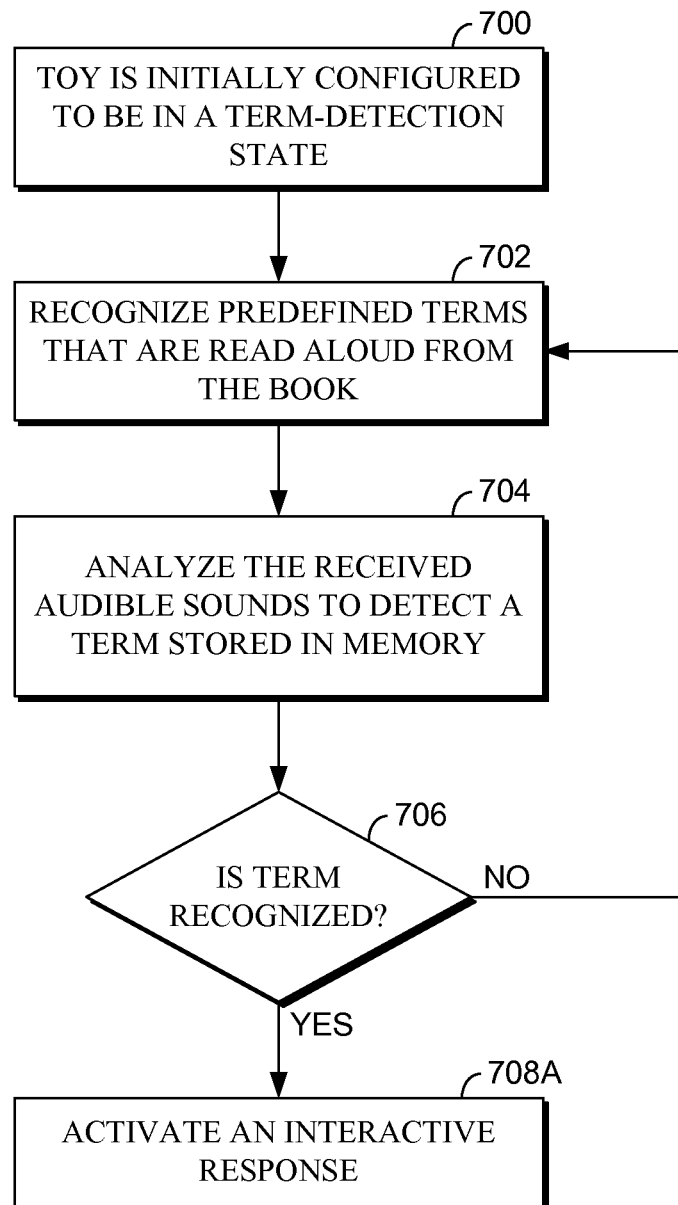 700
TOY IS INITIALLY CONFIGURED
TO BE IN A TERM-DETECTION
STATE
702
RECOGNIZE PREDEFINED TERMS
THAT ARE READ ALOUD FROM
THE BOOK
704
ANALYZE THE RECEIVED
AUDIBLE SOUNDS TO DETECT A
TERM STORED IN MEMORY
706
IS TERM
RECOGNIZED?
NO
YES
708A
ACTIVATE AN INTERACTIVE
RESPONSE